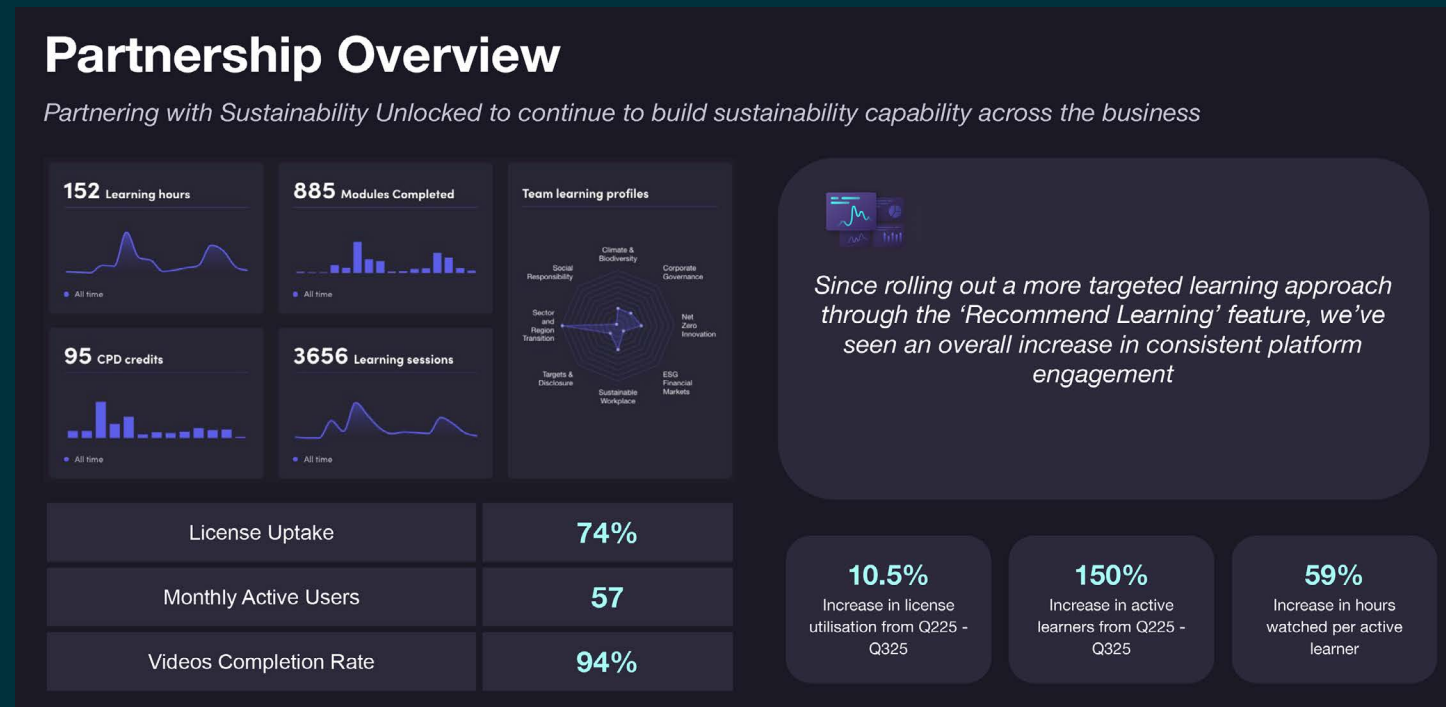 Partnership Overview
Partnering with Sustainability Unlocked to continue to build sustainability capability across the business
152 Learning hours
All time
885 Modules Completed
All time
95 CPD credits
All time
3656 Learning sessions
All time
Team learning profiles
Climate &
Biodiversity
Corporate
Governance
Net
Zero
Innovation
ESG
Financial
Markets
Sustainable
Workplace
Targets &
Disclosure
Sector
and
Region
Transition
Social
Responsibility
License Uptake 74%
Monthly Active Users 57
Videos Completion Rate 94%
Since rolling out a more targeted learning approach
through the ‘Recommend Learning’ feature, we’ve
seen an overall increase in consistent platform
engagement
10.5%
Increase in license
utilisation from Q225 -
Q325
150%
Increase in active
learners from Q225 -
Q325
59%
Increase in hours
watched per active
learner